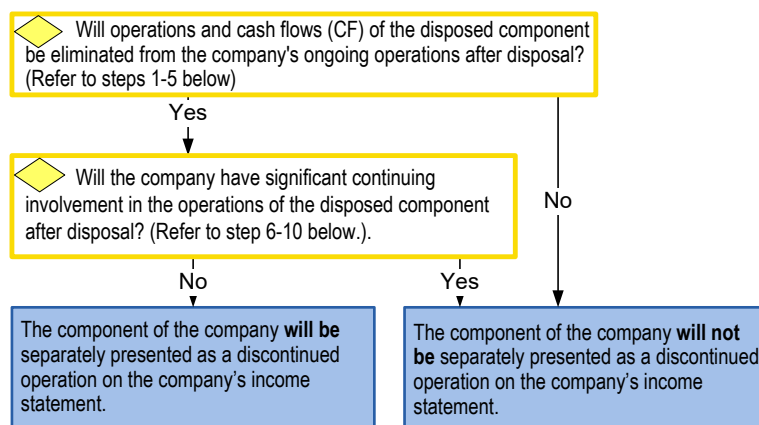 Will operations and cash flows (CF) of the disposed component
be eliminated from the company's ongoing operations after disposal?
(Refer to steps 1-5 below)
Yes
Will the company have significant continuing
involvement in the operations of the disposed component
after disposal? (Refer to step 6-10 below.).
No
No
Yes
The component of the company will be
separately presented as a discontinued
operation on the company’s income
statement.
The component of the company will not
be separately presented as a discontinued
operation on the company’s income
statement.